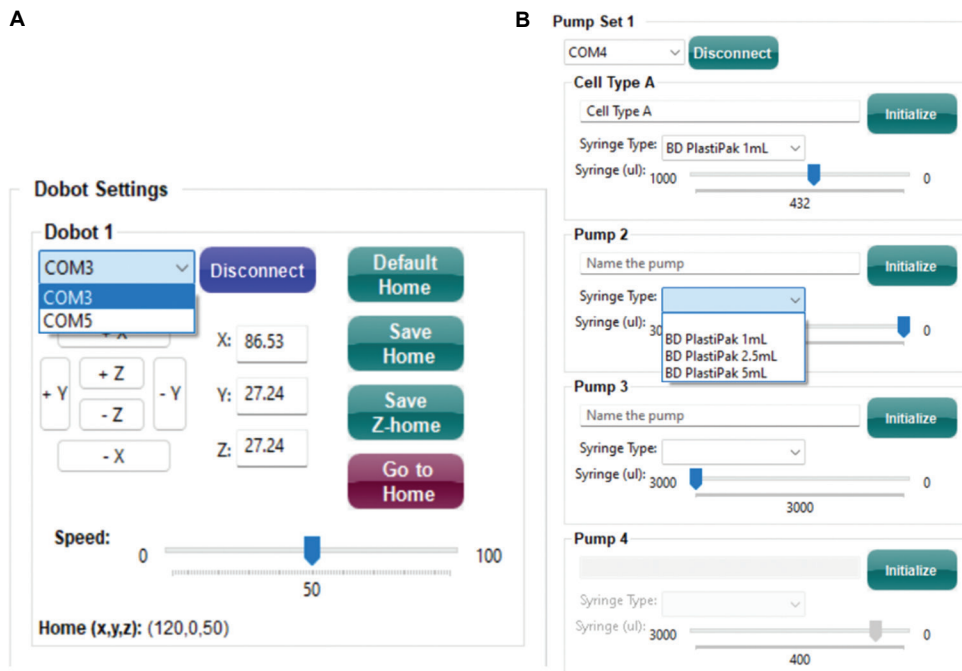 A
Dobot Settings
Dobot 1
COM3
Disconnect
Default
Home
COM3
COM5
+ Y
+ Z
- Z
- Y
- X
X: 86.53
Y: 27.24
Z: 27.24
Save
Home
Save
Z-home
Go to
Home
Speed:
0
100
50
Home (x,y,z): (120,0,50)
B
Pump Set 1
COM4
Disconnect
Cell Type A
Cell Type A
Initialize
Syringe Type:
BD PlastiPak 1mL
Syringe (ul):
1000
0
432
Pump 2
Name the pump
Initialize
Syringe Type:
Syringe (ul):
30
0
BD PlastiPak 1mL
BD PlastiPak 2.5mL
BD PlastiPak 5mL
Pump 3
Name the pump
Initialize
Syringe Type:
Syringe (ul):
3000
0
3000
Pump 4
Initialize
Syringe Type:
Syringe (ul):
3000
0
400